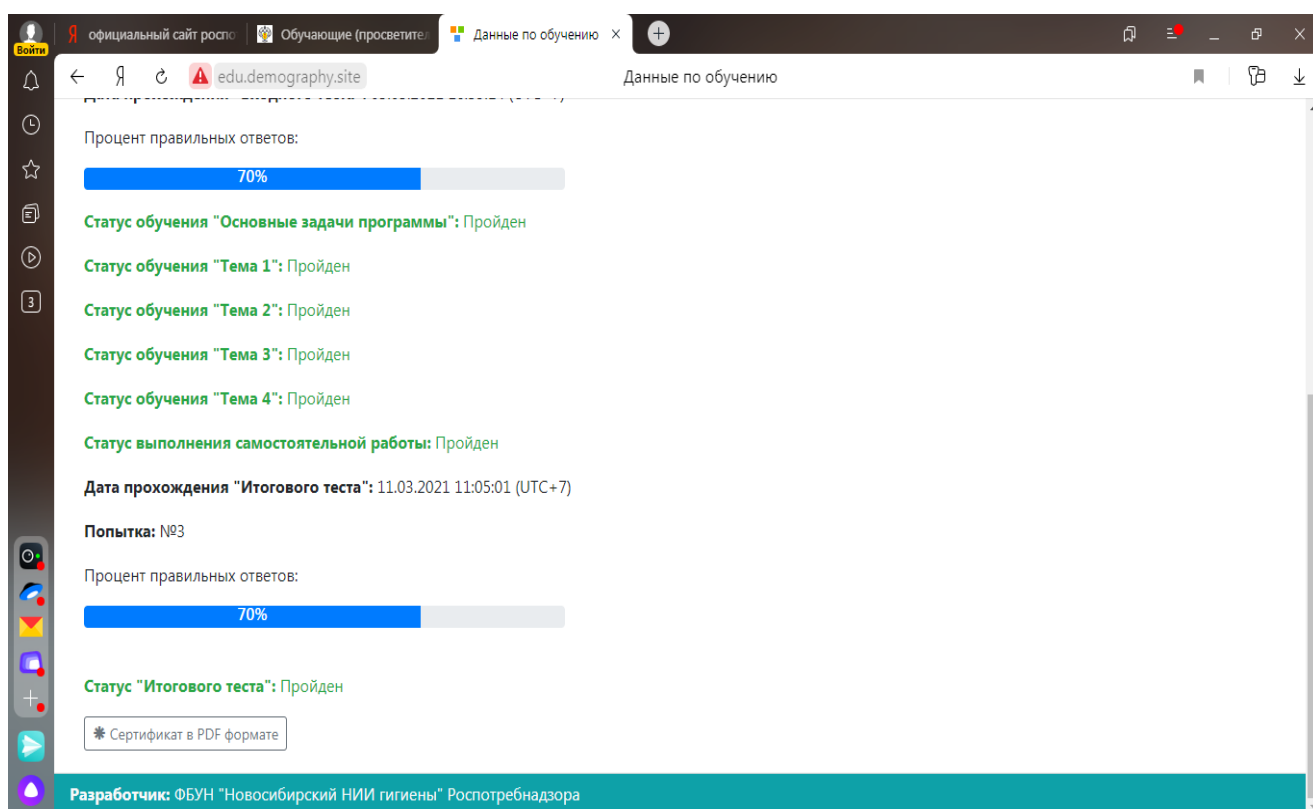 Войти
Я официальный сайт роспо
Обучающие (просветител
Данные по обучению
edu.demography.site
Данные по обучению
3
Процент правильных ответов:
70%
Статус обучения "Основные задачи программы": Пройден
Статус обучения "Тема 1": Пройден
Статус обучения "Тема 2": Пройден
Статус обучения "Тема 3": Пройден
Статус обучения "Тема 4": Пройден
Статус выполнения самостоятельной работы: Пройден
Дата прохождения "Итогового теста": 11.03.2021 11:05:01 (UTC+7)
Попытка: №3
Процент правильных ответов:
70%
Статус "Итогового теста": Пройден
Сертификат в PDF формате
Разработчик: ФБУН "Новосибирский НИИ гигиены" Роспотребнадзора